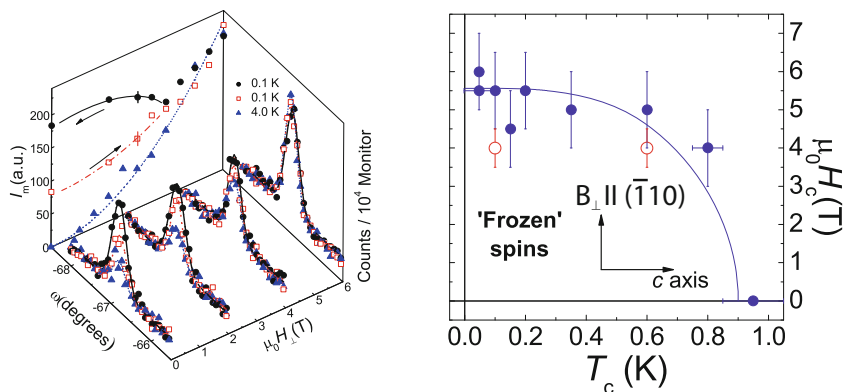 I_m (a.u.)
200
150
100
50
0
0.1 K
0.1 K
4.0 K
Counts / 10⁴ Monitor
-68
-67
-66
ω(degrees)
0
1
2
3
4
5
6
μ₀H⊥(T)
7
6
5
4
3
2
1
0
μ₀H_c(T)
B⊥ǁ (1̄10)
'Frozen'
spins
c axis
0.0
0.2
0.4
0.6
0.8
1.0
T_c (K)